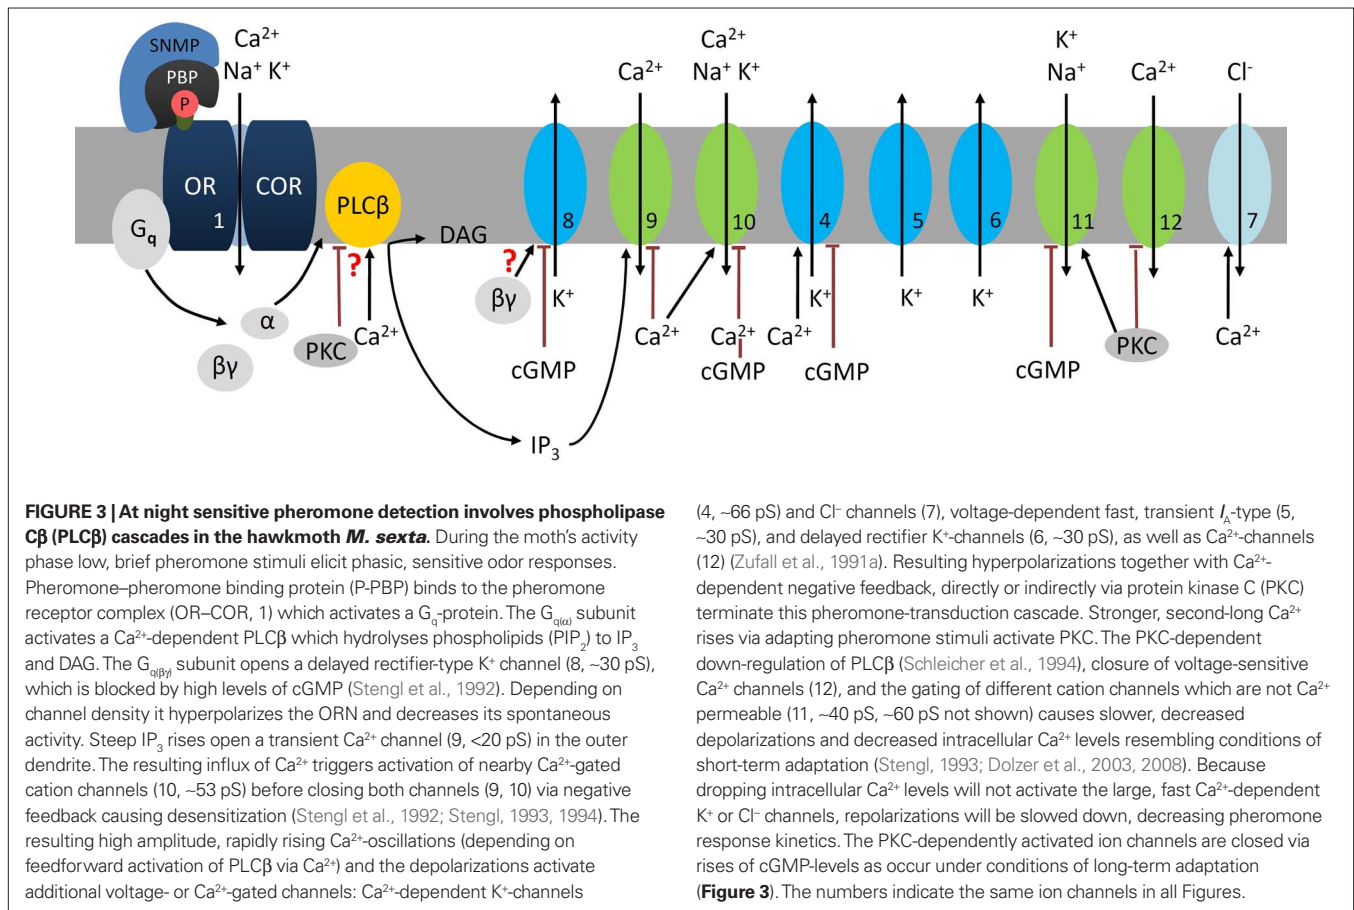 SNMP
PBP
P
Ca²⁺
Na⁺ K⁺
OR
1
COR
Gq
PLCβ
DAG
?
α
βγ
PKC
Ca²⁺
IP₃
8
?
βγ
K⁺
cGMP
Ca²⁺
9
Ca²⁺
Ca²⁺
Na⁺ K⁺
10
Ca²⁺
cGMP
4
Ca²⁺
K⁺
cGMP
5
K⁺
6
K⁺
K⁺
Na⁺
11
cGMP
PKC
Ca²⁺
12
Cl⁻
7
Ca²⁺
FIGURE 3 | At night sensitive pheromone detection involves phospholipase
Cβ (PLCβ) cascades in the hawkmoth M. sexta. During the moth’s activity
phase low, brief pheromone stimuli elicit phasic, sensitive odor responses.
Pheromone–pheromone binding protein (P-PBP) binds to the pheromone
receptor complex (OR–COR, 1) which activates a Gq-protein. The Gq(α) subunit
activates a Ca²⁺-dependent PLCβ which hydrolyses phospholipids (PIP₂) to IP₃
and DAG. The Gq(βγ) subunit opens a delayed rectifier-type K⁺ channel (8, ~30 pS),
which is blocked by high levels of cGMP (Stengl et al., 1992). Depending on
channel density it hyperpolarizes the ORN and decreases its spontaneous
activity. Steep IP₃ rises open a transient Ca²⁺ channel (9, <20 pS) in the outer
dendrite. The resulting influx of Ca²⁺ triggers activation of nearby Ca²⁺-gated
cation channels (10, ~53 pS) before closing both channels (9, 10) via negative
feedback causing desensitization (Stengl et al., 1992; Stengl, 1993, 1994). The
resulting high amplitude, rapidly rising Ca²⁺-oscillations (depending on
feedforward activation of PLCβ via Ca²⁺) and the depolarizations activate
additional voltage- or Ca²⁺-gated channels: Ca²⁺-dependent K⁺-channels
(4, ~66 pS) and Cl⁻ channels (7), voltage-dependent fast, transient I_A-type (5,
~30 pS), and delayed rectifier K⁺-channels (6, ~30 pS), as well as Ca²⁺-channels
(12) (Zufall et al., 1991a). Resulting hyperpolarizations together with Ca²⁺-
dependent negative feedback, directly or indirectly via protein kinase C (PKC)
terminate this pheromone-transduction cascade. Stronger, second-long Ca²⁺
rises via adapting pheromone stimuli activate PKC. The PKC-dependent
down-regulation of PLCβ (Schleicher et al., 1994), closure of voltage-sensitive
Ca²⁺ channels (12), and the gating of different cation channels which are not Ca²⁺
permeable (11, ~40 pS, ~60 pS not shown) causes slower, decreased
depolarizations and decreased intracellular Ca²⁺ levels resembling conditions of
short-term adaptation (Stengl, 1993; Dolzer et al., 2003, 2008). Because
dropping intracellular Ca²⁺ levels will not activate the large, fast Ca²⁺-dependent
K⁺ or Cl⁻ channels, repolarizations will be slowed down, decreasing pheromone
response kinetics. The PKC-dependently activated ion channels are closed via
rises of cGMP-levels as occur under conditions of long-term adaptation
(Figure 3). The numbers indicate the same ion channels in all Figures.